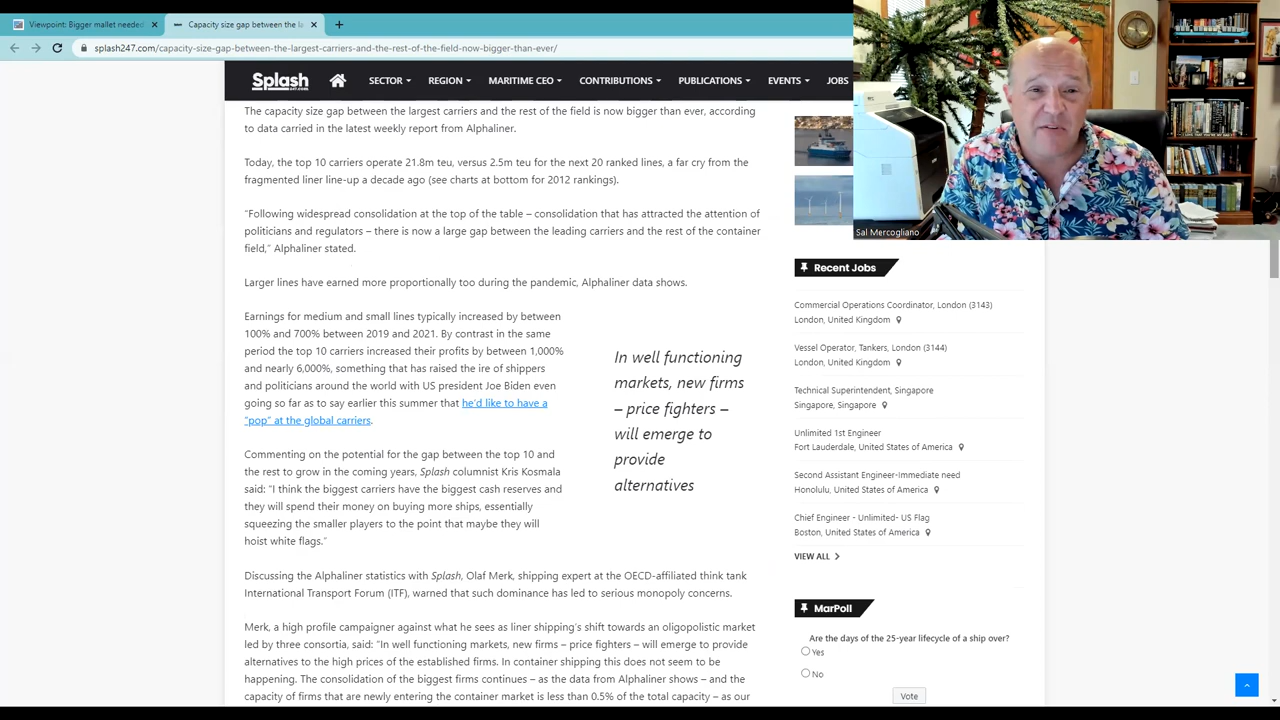 Viewpoint: Bigger mallet needed
Capacity size gap between the la
splash247.com/capacity-size-gap-between-the-largest-carriers-and-the-rest-of-the-field-now-bigger-than-ever/
Splash
SECTOR
REGION
MARITIME CEO
CONTRIBUTIONS
PUBLICATIONS
EVENTS
JOBS
Sal Mercogliano
The capacity size gap between the largest carriers and the rest of the field is now bigger than ever, according
to data carried in the latest weekly report from Alphaliner.
Today, the top 10 carriers operate 21.8m teu, versus 2.5m teu for the next 20 ranked lines, a far cry from the
fragmented liner line-up a decade ago (see charts at bottom for 2012 rankings).
“Following widespread consolidation at the top of the table – consolidation that has attracted the attention of
politicians and regulators – there is now a large gap between the leading carriers and the rest of the container
field,” Alphaliner stated.
Larger lines have earned more proportionally too during the pandemic, Alphaliner data shows.
Earnings for medium and small lines typically increased by between
100% and 700% between 2019 and 2021. By contrast in the same
period the top 10 carriers increased their profits by between 1,000%
and nearly 6,000%, something that has raised the ire of shippers
and politicians around the world with US president Joe Biden even
going so far as to say earlier this summer that he’d like to have a
“pop” at the global carriers.
In well functioning
markets, new firms
– price fighters –
will emerge to
provide
alternatives
Commenting on the potential for the gap between the top 10 and
the rest to grow in the coming years, Splash columnist Kris Kosmala
said: “I think the biggest carriers have the biggest cash reserves and
they will spend their money on buying more ships, essentially
squeezing the smaller players to the point that maybe they will
hoist white flags.”
Discussing the Alphaliner statistics with Splash, Olaf Merk, shipping expert at the OECD-affiliated think tank
International Transport Forum (ITF), warned that such dominance has led to serious monopoly concerns.
Merk, a high profile campaigner against what he sees as liner shipping’s shift towards an oligopolistic market
led by three consortia, said: “In well functioning markets, new firms – price fighters – will emerge to provide
alternatives to the high prices of the established firms. In container shipping this does not seem to be
happening. The consolidation of the biggest firms continues – as the data from Alphaliner shows – and the
capacity of firms that are newly entering the container market is less than 0.5% of the total capacity – as our
Recent Jobs
Commercial Operations Coordinator, London (3143)
London, United Kingdom
Vessel Operator, Tankers, London (3144)
London, United Kingdom
Technical Superintendent, Singapore
Singapore, Singapore
Unlimited 1st Engineer
Fort Lauderdale, United States of America
Second Assistant Engineer-Immediate need
Honolulu, United States of America
Chief Engineer - Unlimited- US Flag
Boston, United States of America
VIEW ALL
MarPoll
Are the days of the 25-year lifecycle of a ship over?
Yes
No
Vote